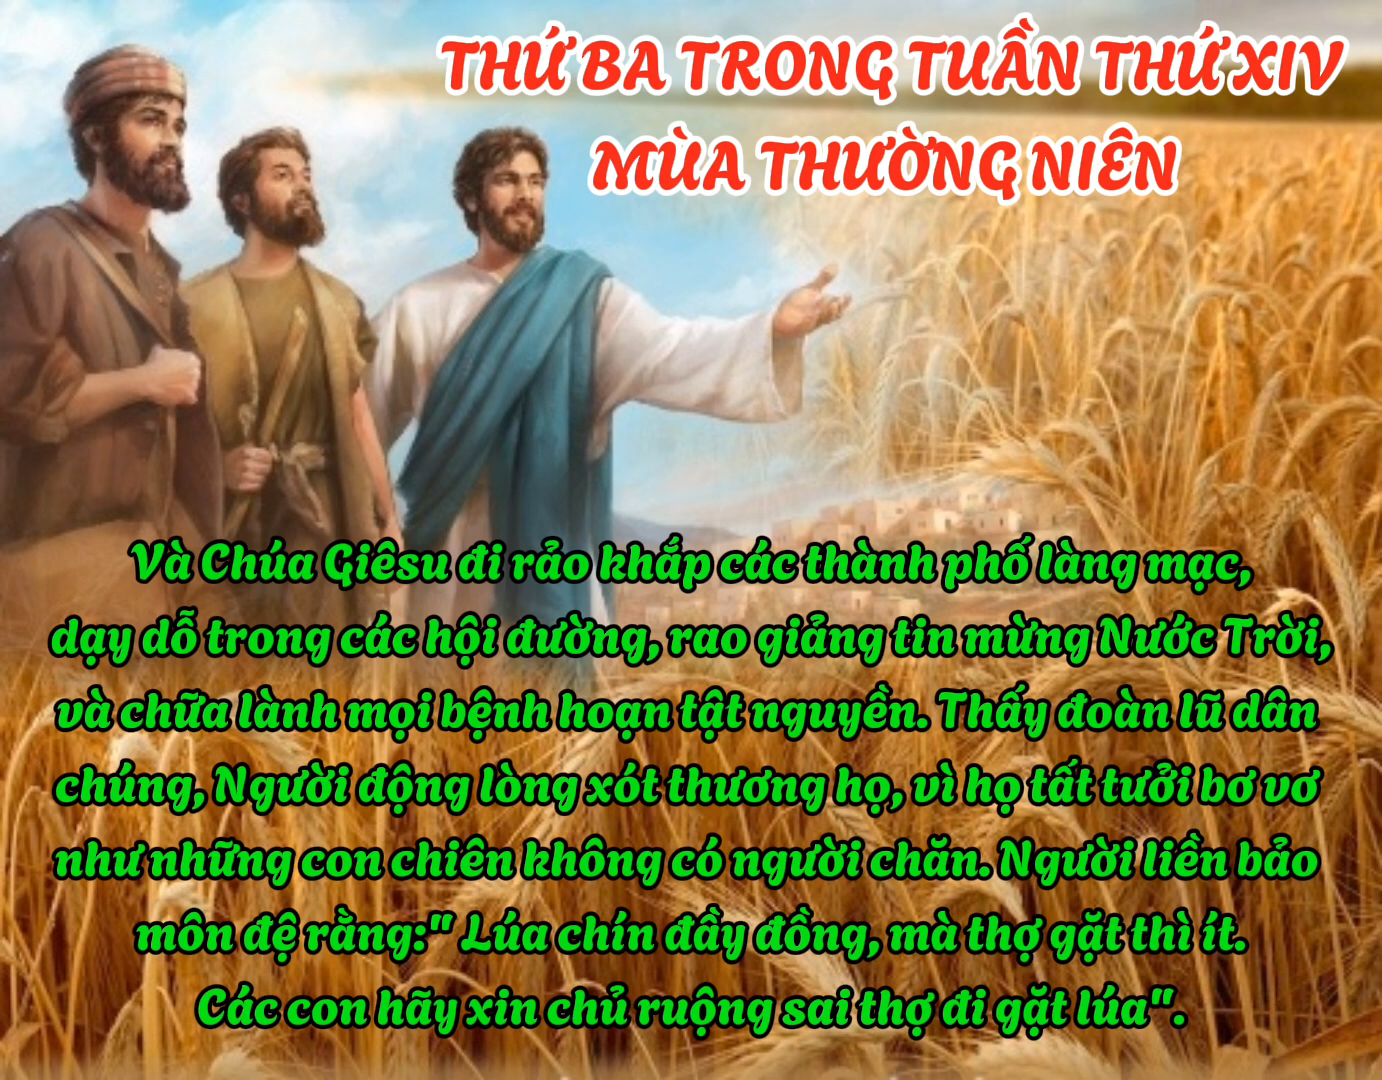 THỨ BA TRONG TUẦN THỨ XIV
MÙA THƯỜNG NIÊN
Và Chúa Giêsu đi rảo khắp các thành phố làng mạc,
dạy dỗ trong các hội đường, rao giảng tin mừng Nước Trời,
và chữa lành mọi bệnh hoạn tật nguyền. Thấy đoàn lũ dân
chúng, Người động lòng xót thương họ, vì họ tất tưởi bơ vơ
như những con chiên không có người chăn. Người liền bảo
môn đệ rằng:" Lúa chín đầy đồng, mà thợ gặt thì ít.
Các con hãy xin chủ ruộng sai thợ đi gặt lúa".